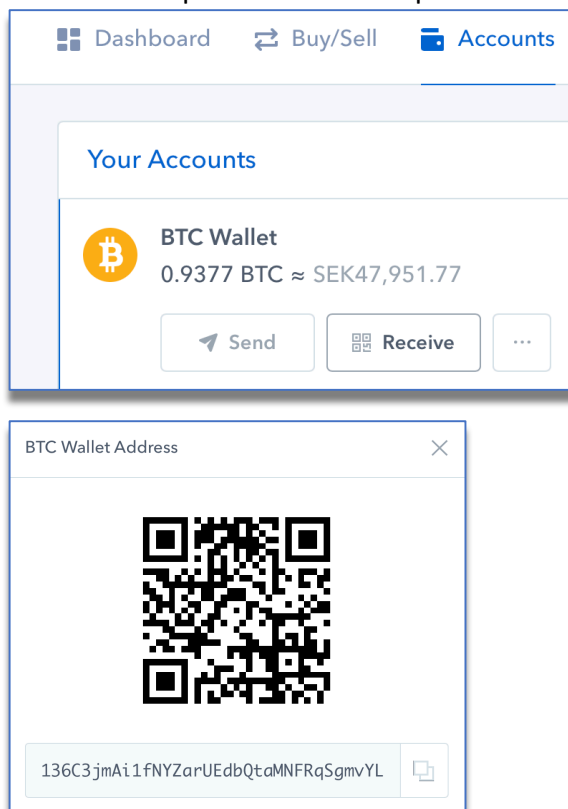 Dashboard Buy/Sell Accounts
Your Accounts
BTC Wallet
0.9377 BTC ≈ SEK47,951.77
Send Receive ...
BTC Wallet Address
136C3jmAi1fNYZarUEdbQtaMNFRqSgmvYL